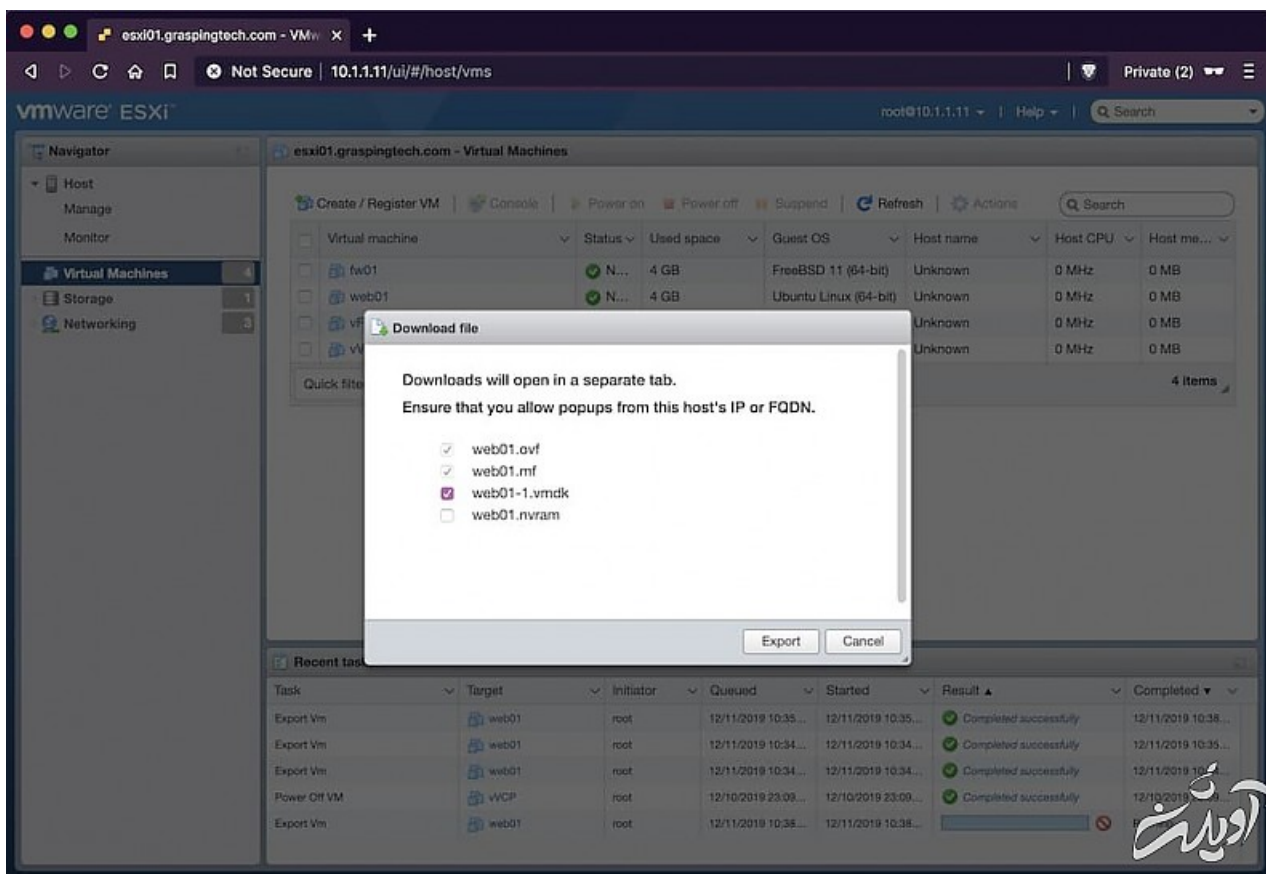 esxi01.graspingtech.com - VMw
Not Secure | 10.1.1.11/ui/#/host/vms
Private (2)
vmware ESXi
root@10.1.1.11 | Help | Search
Navigator
esxi01.graspingtech.com - Virtual Machines
Host
Manage
Monitor
Virtual Machines 4
Storage 1
Networking 3
Create / Register VM | Console | Power on Power off Suspend | Refresh | Actions Search
Virtual machine Status Used space Guest OS Host name Host CPU Host me...
fw01 N... 4 GB FreeBSD 11 (64-bit) Unknown 0 MHz 0 MB
web01 N... 4 GB Ubuntu Linux (64-bit) Unknown 0 MHz 0 MB
Unknown 0 MHz 0 MB
Unknown 0 MHz 0 MB
Quick filte
4 items
Download file
Downloads will open in a separate tab.
Ensure that you allow popups from this host's IP or FQDN.
web01.ovf
web01.mf
web01-1.vmdk
web01.nvram
Export Cancel
Recent tas
Task Target Initiator Queued Started Result ▲ Completed ▼
Export Vm web01 root 12/11/2019 10:35... 12/11/2019 10:35... Completed successfully 12/11/2019 10:38...
Export Vm web01 root 12/11/2019 10:34... 12/11/2019 10:34... Completed successfully 12/11/2019 10:35...
Export Vm web01 root 12/11/2019 10:34... 12/11/2019 10:34... Completed successfully 12/11/2019
Power Off VM vVCP root 12/10/2019 23:09... 12/10/2019 23:09... Completed successfully 12/10/2019
Export Vm web01 root 12/11/2019 10:38... 12/11/2019 10:38...